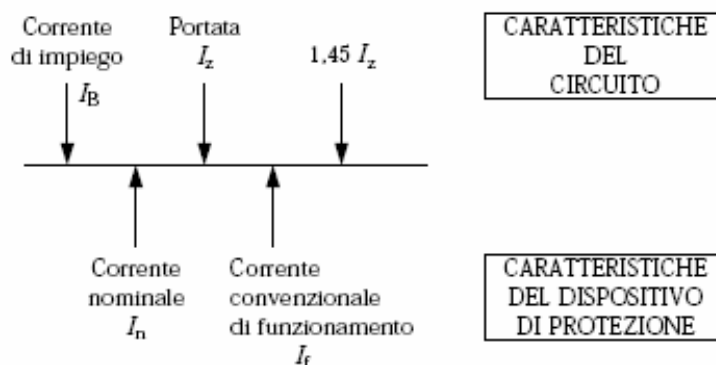 Corrente
di impiego
I_B
Portata
I_z
1,45 I_z
CARATTERISTICHE
DEL
CIRCUITO
Corrente
nominale
I_n
Corrente
convenzionale
di funzionamento
I_f
CARATTERISTICHE
DEL DISPOSITIVO
DI PROTEZIONE